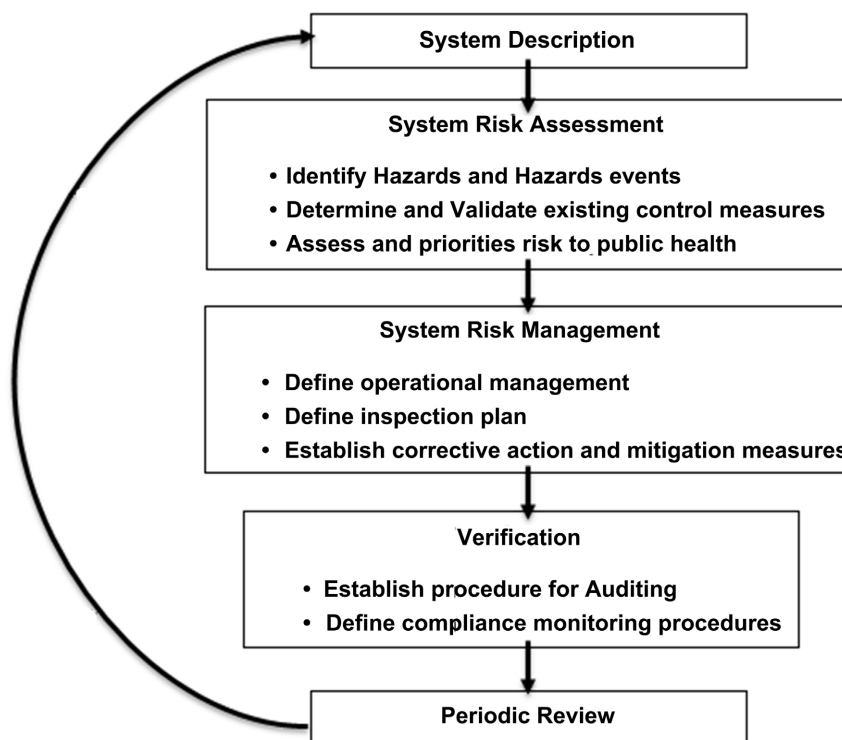 System Description
System Risk Assessment
• Identify Hazards and Hazards events
• Determine and Validate existing control measures
• Assess and priorities risk to public health
System Risk Management
• Define operational management
• Define inspection plan
• Establish corrective action and mitigation measures
Verification
• Establish procedure for Auditing
• Define compliance monitoring procedures
Periodic Review